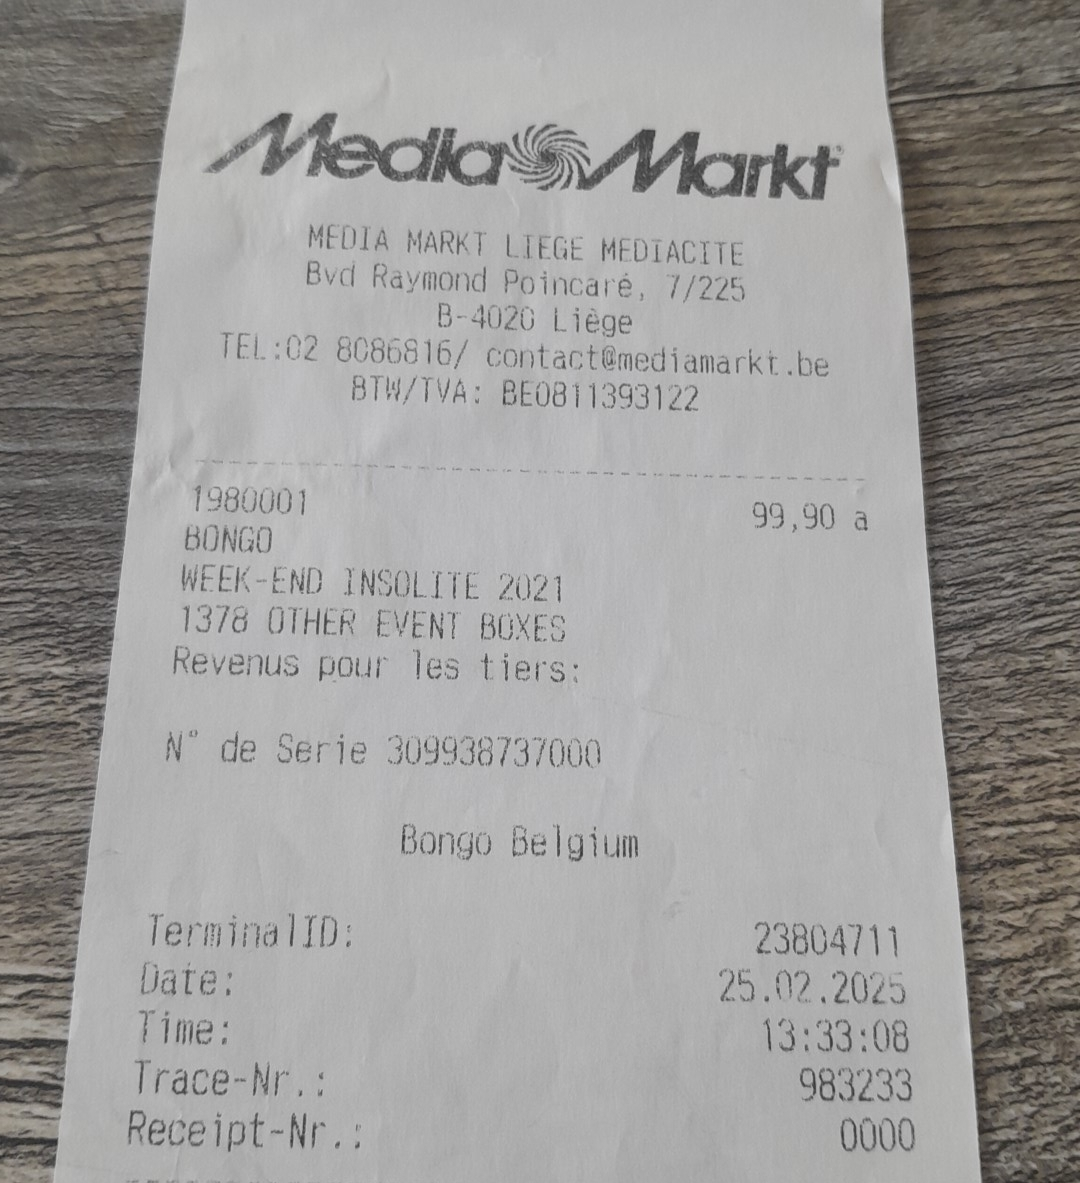 Media Markt
MEDIA MARKT LIEGE MEDIACITE
Bvd Raymond Poincaré, 7/225
B-4020 Liège
TEL:02 8086816/ contact@mediamarkt.be
BTW/TVA: BE0811393122
1980001 99,90 a
BONGO
WEEK-END INSOLITE 2021
1378 OTHER EVENT BOXES
Revenus pour les tiers:
N° de Serie 309938737000
Bongo Belgium
TerminalID: 23804711
Date: 25.02.2025
Time: 13:33:08
Trace-Nr.: 983233
Receipt-Nr.: 0000